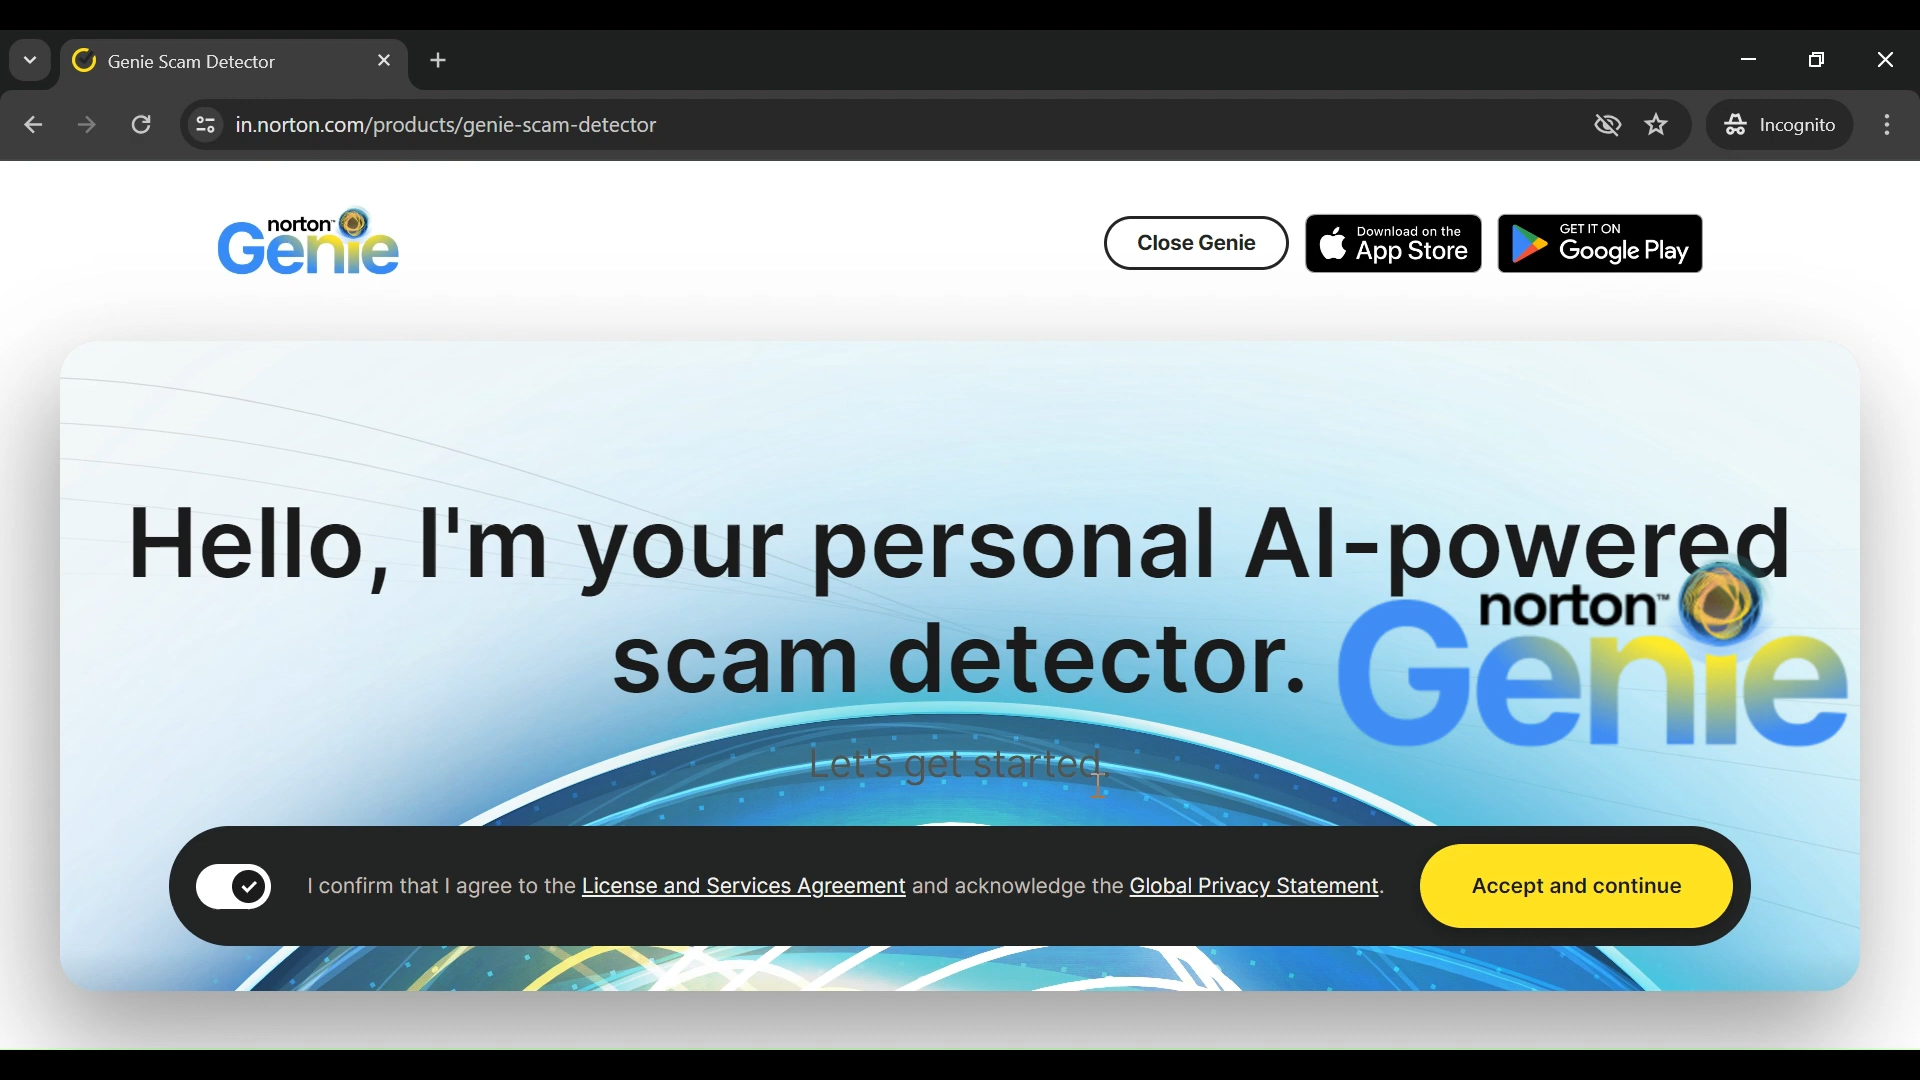 Genie Scam Detector
in.norton.com/products/genie-scam-detector
Incognito
norton™
Genie
Close Genie
Download on the
App Store
GET IT ON
Google Play
Hello, I'm your personal AI-powered
scam detector.
norton™
Genie
Let's get started.
I confirm that I agree to the License and Services Agreement and acknowledge the Global Privacy Statement.
Accept and continue